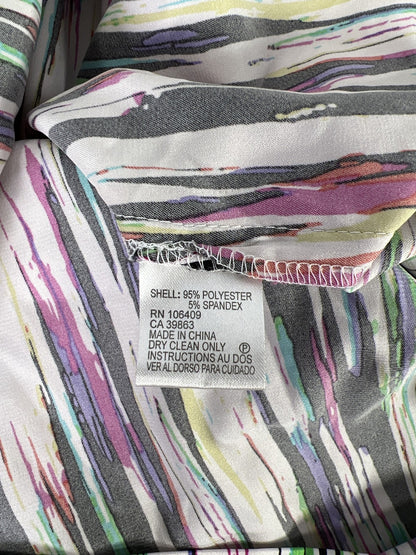 SHELL: 95% POLYESTER
5% SPANDEX
RN 106409
CA 39863
MADE IN CHINA
DRY CLEAN ONLY Ⓟ
INSTRUCTIONS AU DOS
VER AL DORSO PARA CUIDADO